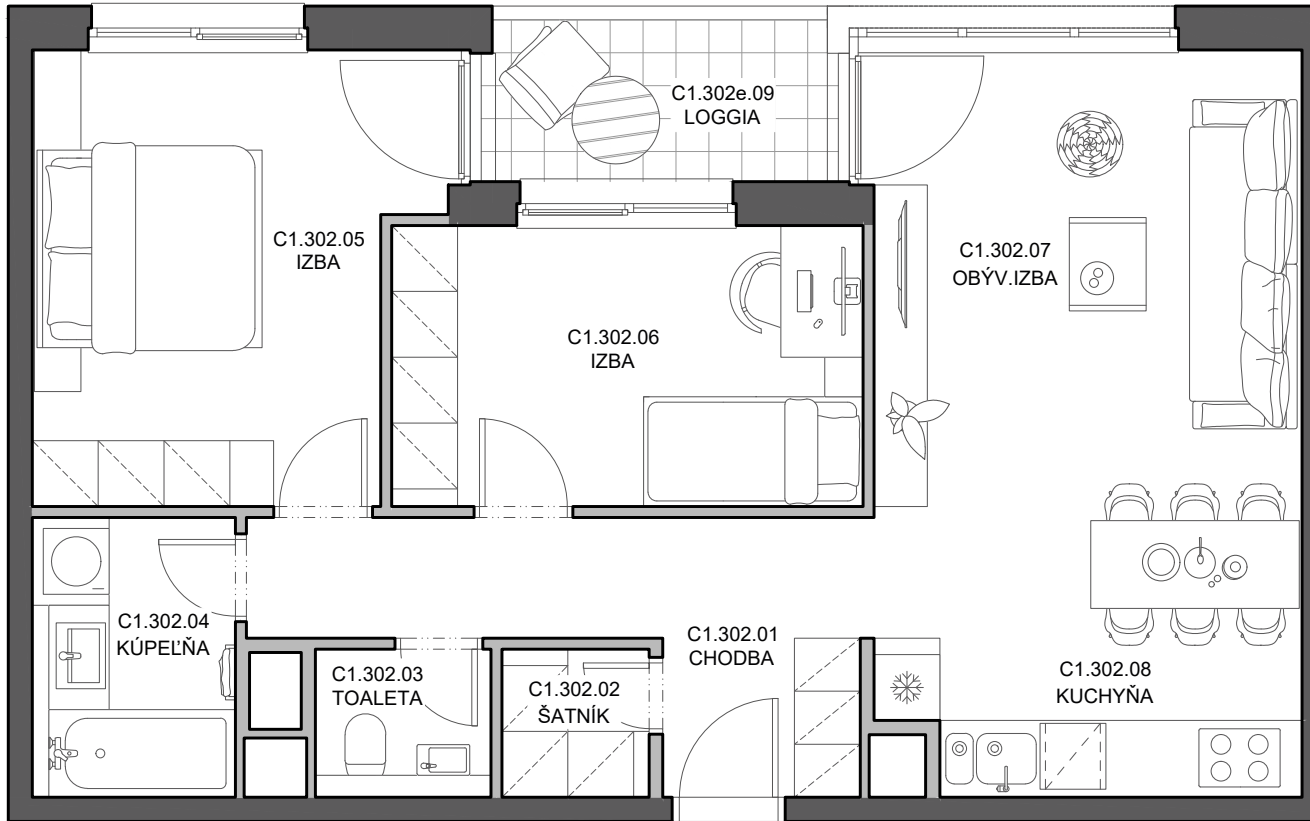 C1.302e.09
LOGGIA
C1.302.05
IZBA
C1.302.07
OBÝV.IZBA
C1.302.06
IZBA
C1.302.04
KÚPEĽŇA
C1.302.03
TOALETA
C1.302.02
ŠATNÍK
C1.302.01
CHODBA
C1.302.08
KUCHYŇA